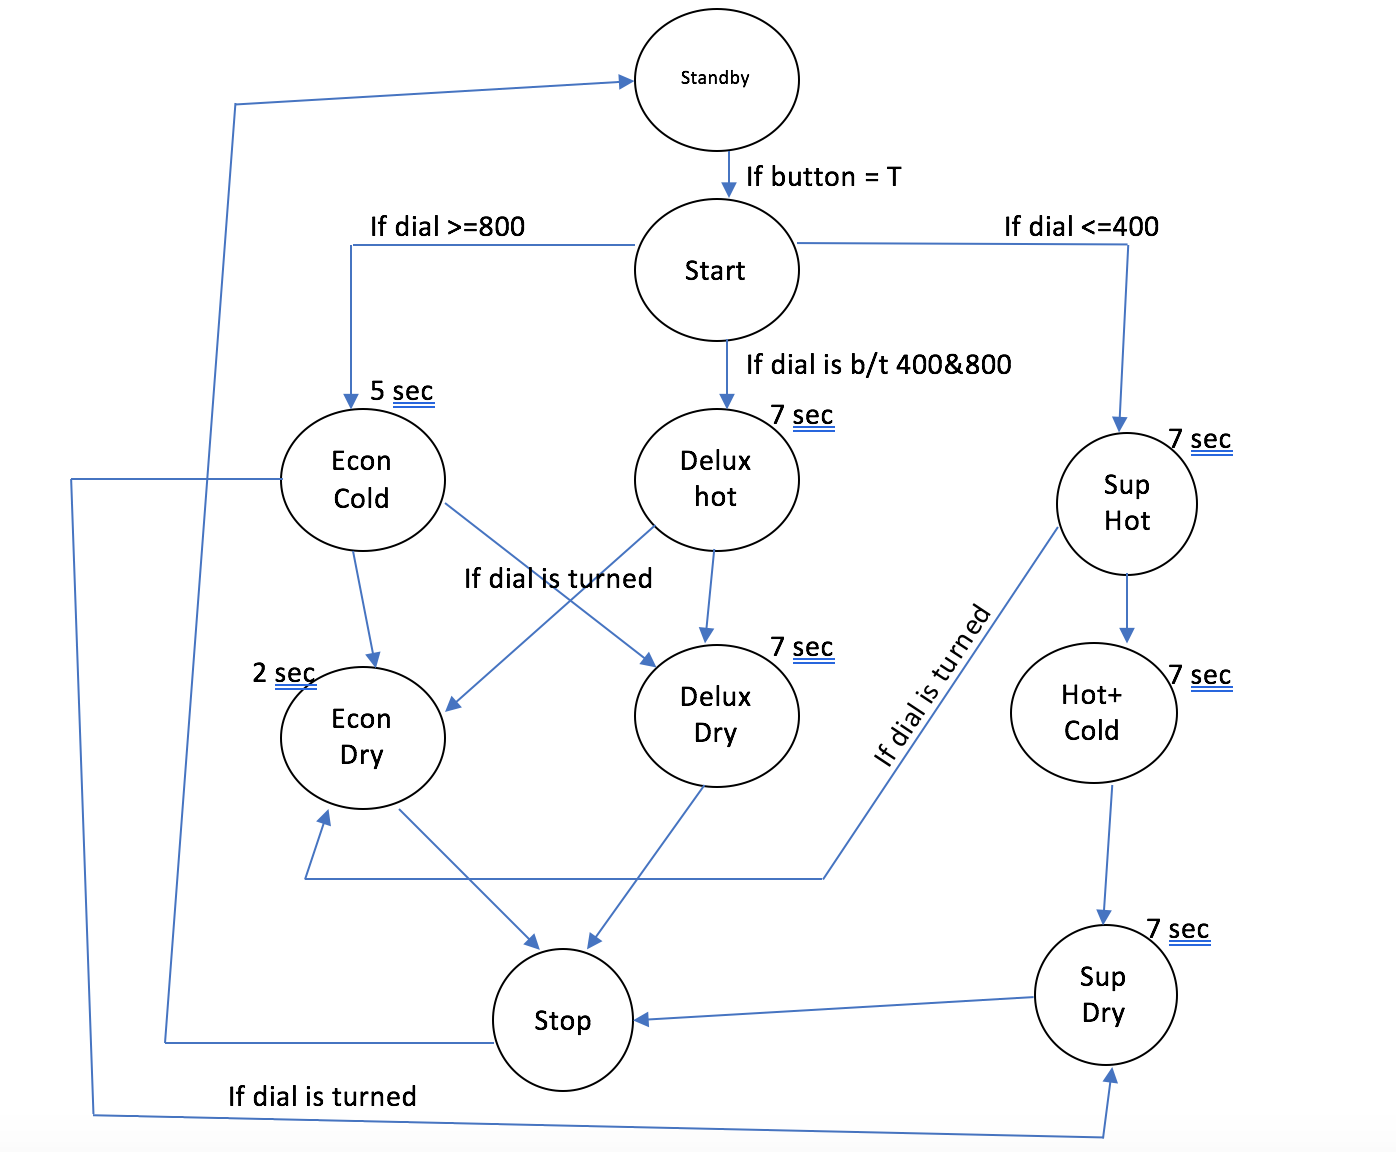 Standby
If button = T
If dial >=800
If dial <=400
Start
If dial is b/t 400&800
5 sec
7 sec
7 sec
Econ
Cold
Delux
hot
Sup
Hot
If dial is turned
If dial is turned
2 sec
7 sec
7 sec
Econ
Dry
Delux
Dry
Hot+
Cold
7 sec
Sup
Dry
Stop
If dial is turned